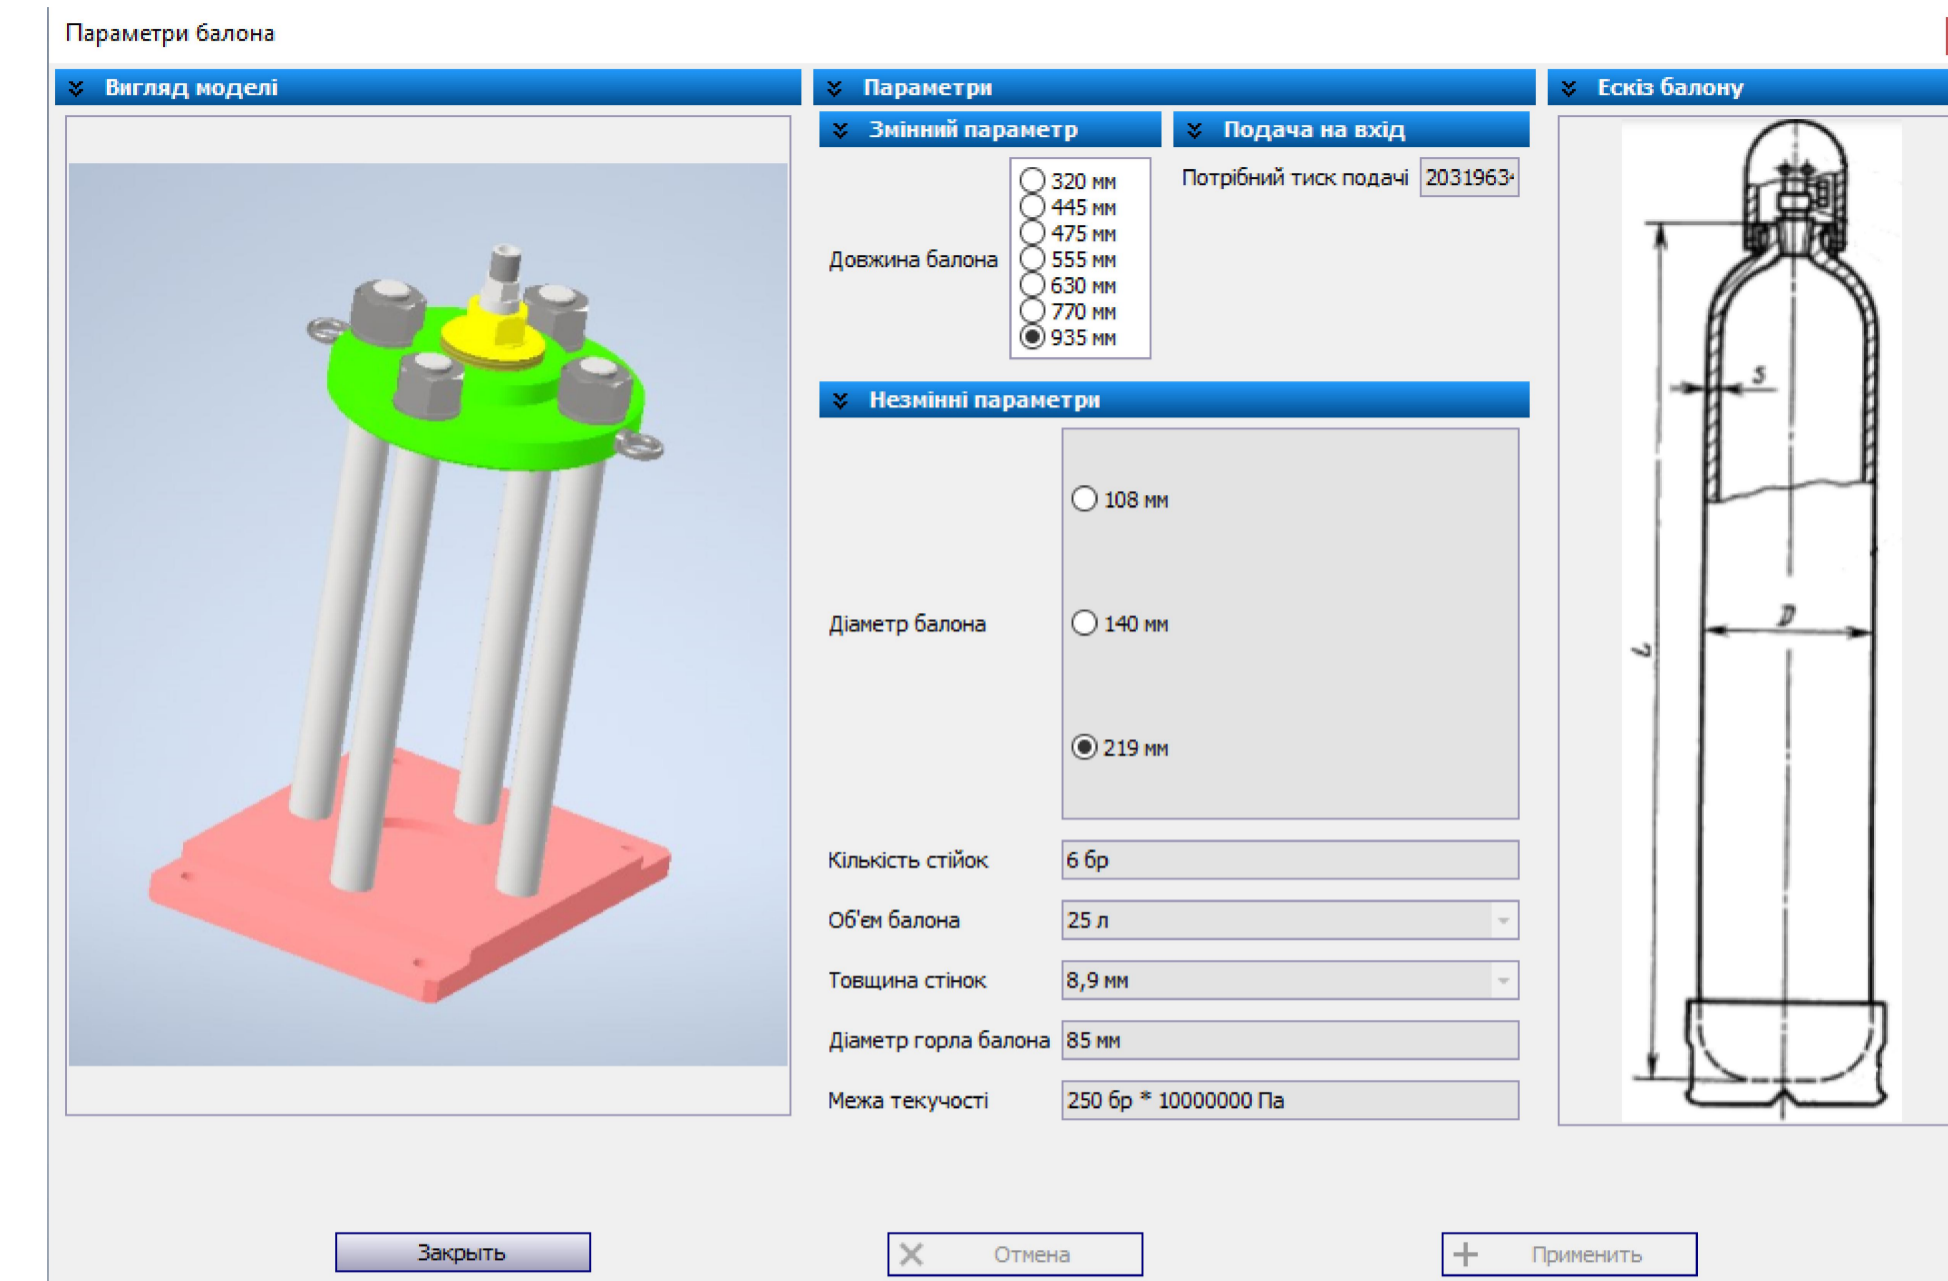 Параметри балона
Вигляд моделі
Параметри
Ескіз балону
Змінний параметр
Подача на вхід
Довжина балона
320 мм
445 мм
475 мм
555 мм
630 мм
770 мм
935 мм
Потрібний тиск подачі
Незмінні параметри
Діаметр балона
108 мм
140 мм
219 мм
Кількість стійок 6 бр
Об'єм балона 25 л
Товщина стінок 8,9 мм
Діаметр горла балона 85 мм
Межа текучості 250 бр * 10000000 Па
S
D
L
Закрыть
Отмена
Применить